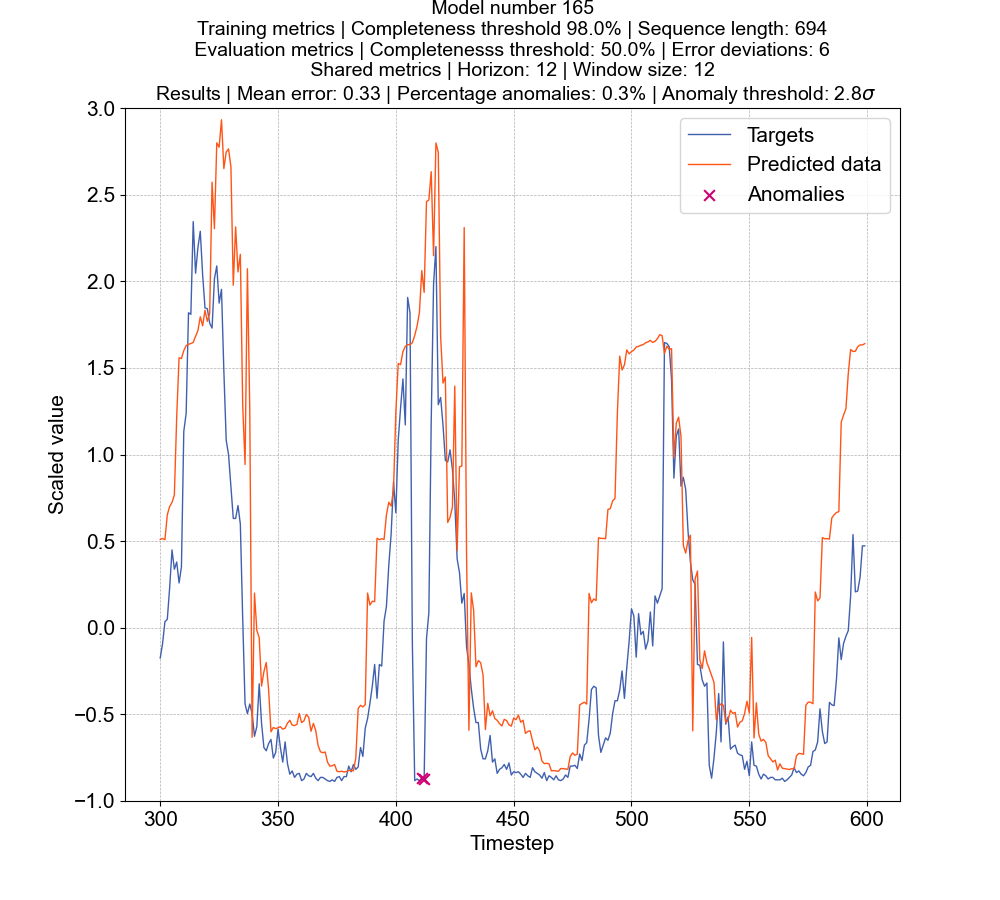 Model number 165
Training metrics | Completeness threshold 98.0% | Sequence length: 694
Evaluation metrics | Completenesss threshold: 50.0% | Error deviations: 6
Shared metrics | Horizon: 12 | Window size: 12
Results | Mean error: 0.33 | Percentage anomalies: 0.3% | Anomaly threshold: 2.8σ
Targets
Predicted data
Anomalies
3.0
2.5
2.0
1.5
1.0
0.5
0.0
−0.5
−1.0
Scaled value
300
350
400
450
500
550
600
Timestep